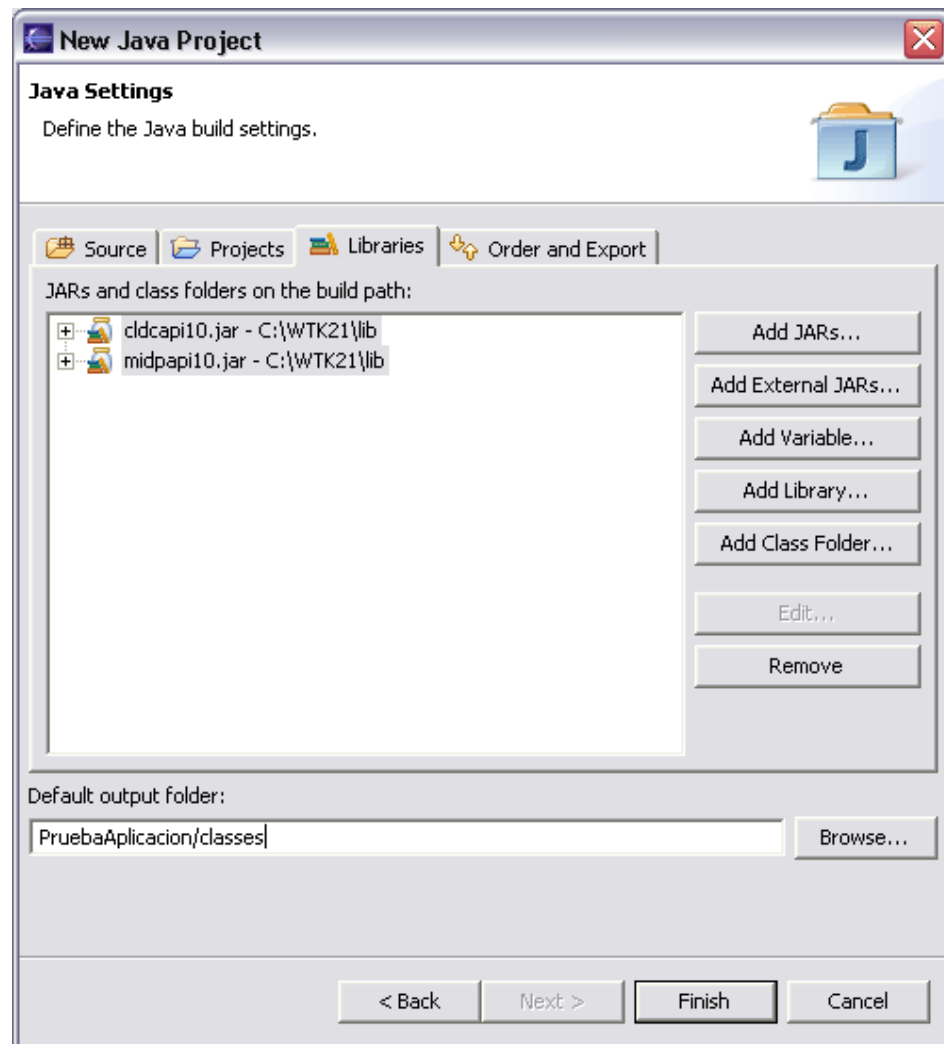 New Java Project
Java Settings
Define the Java build settings.
Source Projects Libraries Order and Export
JARs and class folders on the build path:
cldcapi10.jar - C:\WTK21\lib
midpapi10.jar - C:\WTK21\lib
Add JARs...
Add External JARs...
Add Variable...
Add Library...
Add Class Folder...
Edit...
Remove
Default output folder:
PruebaAplicacion/classes
Browse...
< Back Next > Finish Cancel